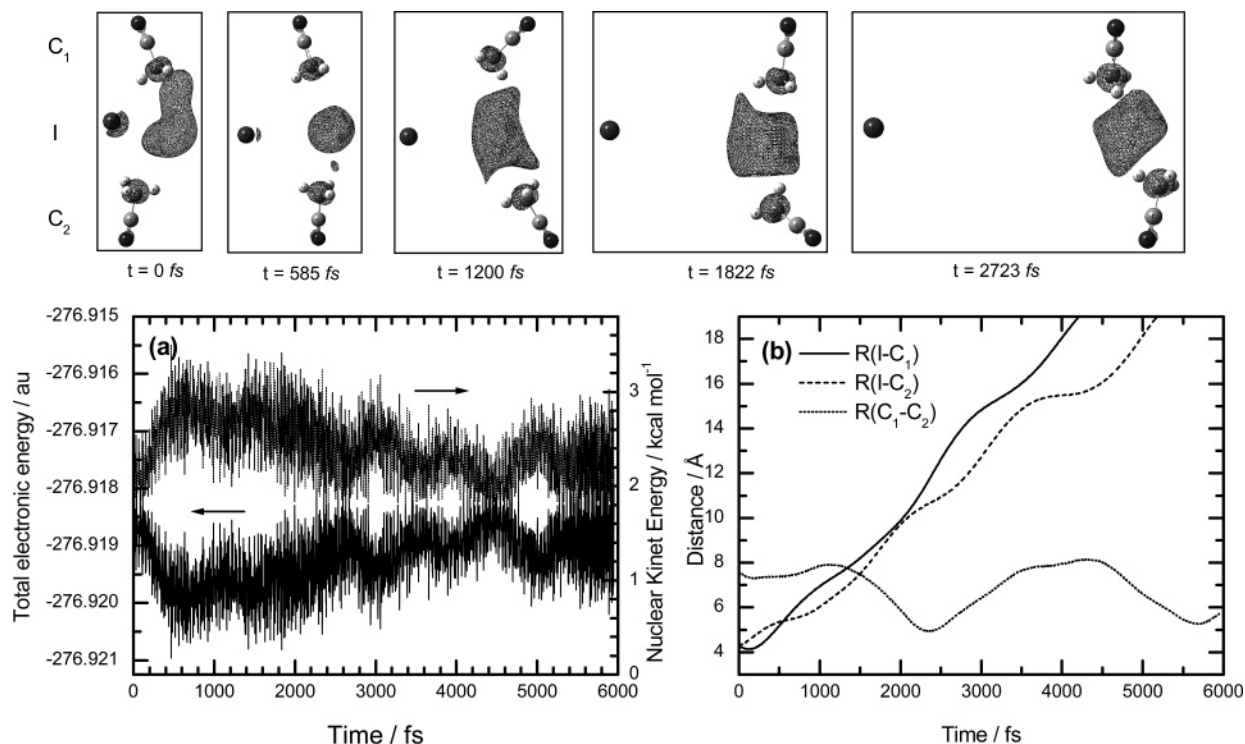 C₁
I
C₂
t = 0 fs
t = 585 fs
t = 1200 fs
t = 1822 fs
t = 2723 fs
(a)
Total electronic energy / au
-276.915
-276.916
-276.917
-276.918
-276.919
-276.920
-276.921
3
2
1
0
Nuclear Kinet Energy / kcal mol⁻¹
0 1000 2000 3000 4000 5000 6000
Time / fs
(b)
R(I-C₁)
R(I-C₂)
R(C₁-C₂)
Distance / Å
18
16
14
12
10
8
6
4
0 1000 2000 3000 4000 5000 6000
Time / fs